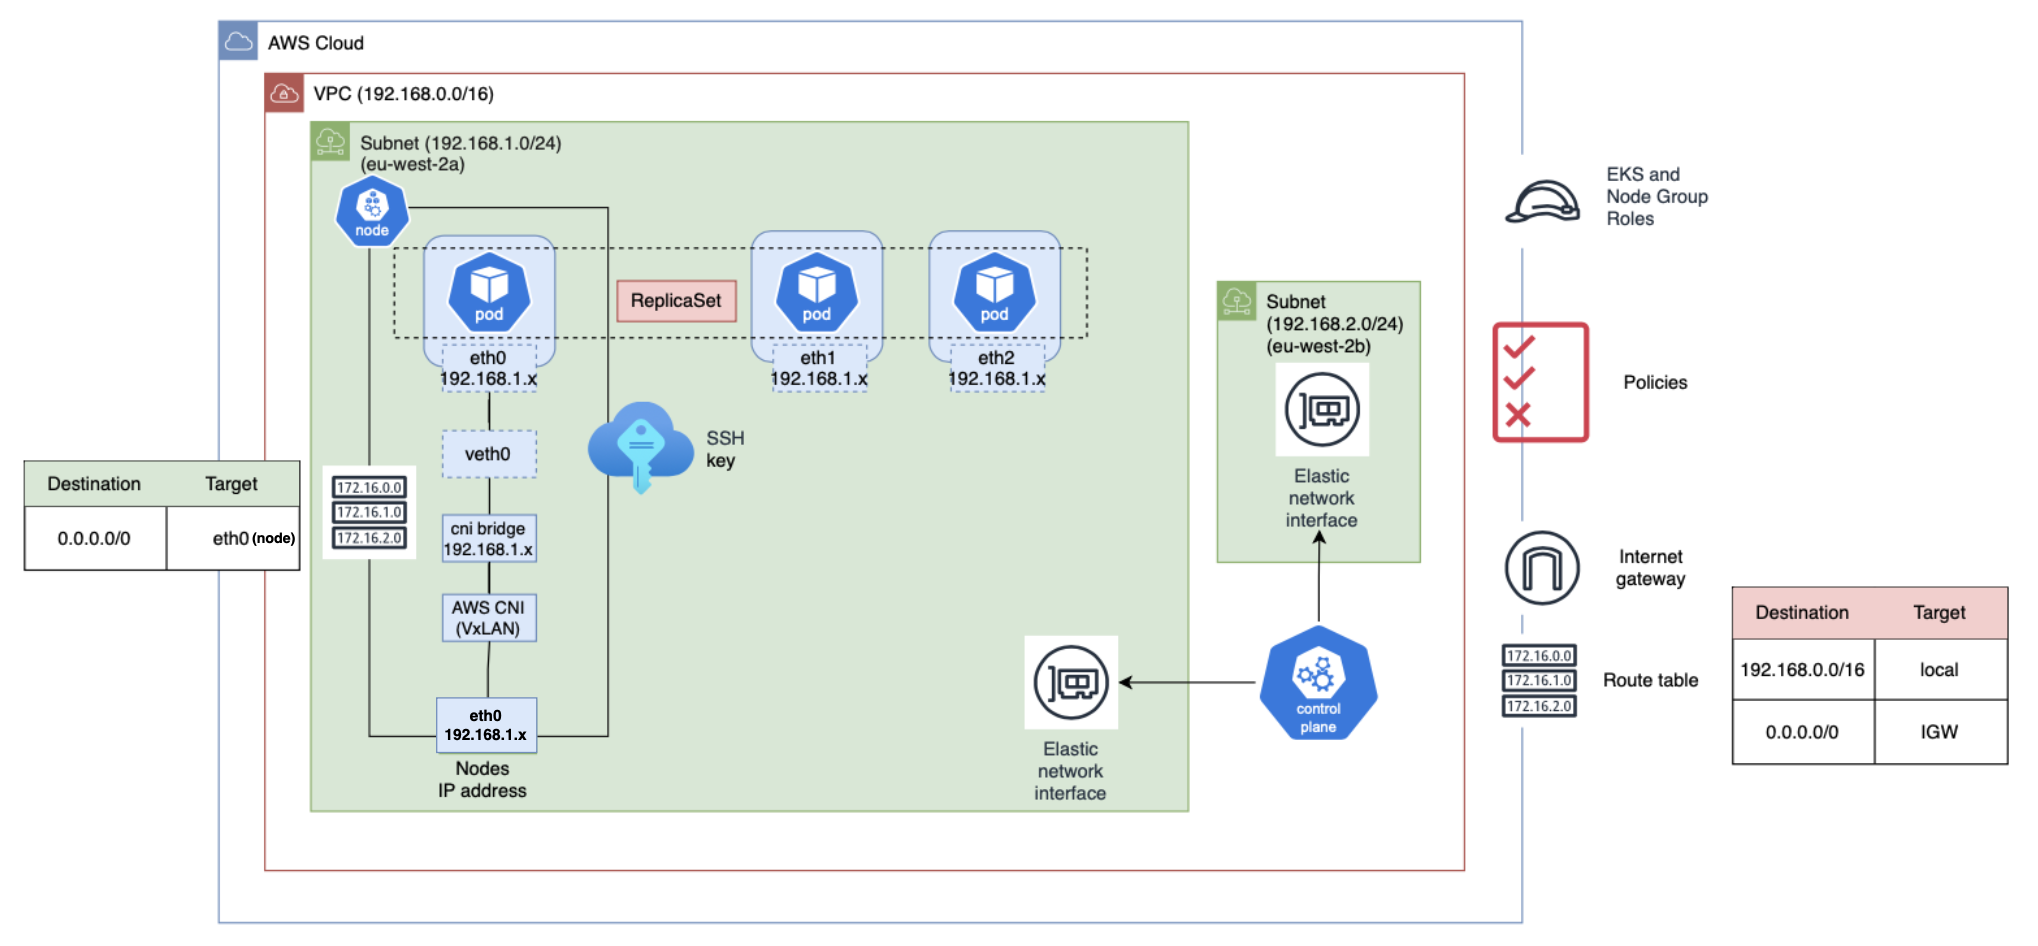 AWS Cloud
VPC (192.168.0.0/16)
Subnet (192.168.1.0/24)
(eu-west-2a)
node
pod
pod
pod
ReplicaSet
eth0
192.168.1.x
eth1
192.168.1.x
eth2
192.168.1.x
veth0
SSH
key
cni bridge
192.168.1.x
AWS CNI
(VxLAN)
eth0
192.168.1.x
Nodes
IP address
172.16.0.0
172.16.1.0
172.16.2.0
Destination Target
0.0.0.0/0 eth0 (node)
Subnet
(192.168.2.0/24)
(eu-west-2b)
Elastic
network
interface
Elastic
network
interface
control
plane
EKS and
Node Group
Roles
Policies
Internet
gateway
172.16.0.0
172.16.1.0
172.16.2.0
Route table
Destination Target
192.168.0.0/16 local
0.0.0.0/0 IGW